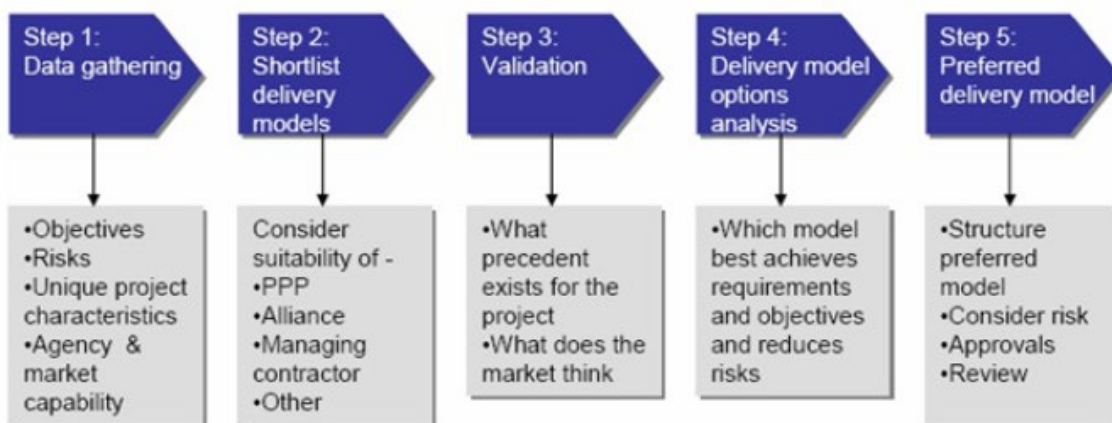 Step 1:
Data gathering
Step 2:
Shortlist
delivery
models
Step 3:
Validation
Step 4:
Delivery model
options
analysis
Step 5:
Preferred
delivery model
•Objectives
•Risks
•Unique project
characteristics
•Agency & 
market
capability
Consider
suitability of -
•PPP
•Alliance
•Managing
contractor
•Other
•What
precedent
exists for the
project
•What does the
market think
•Which model
best achieves
requirements
and objectives
and reduces
risks
•Structure
preferred
model
•Consider risk
•Approvals
•Review